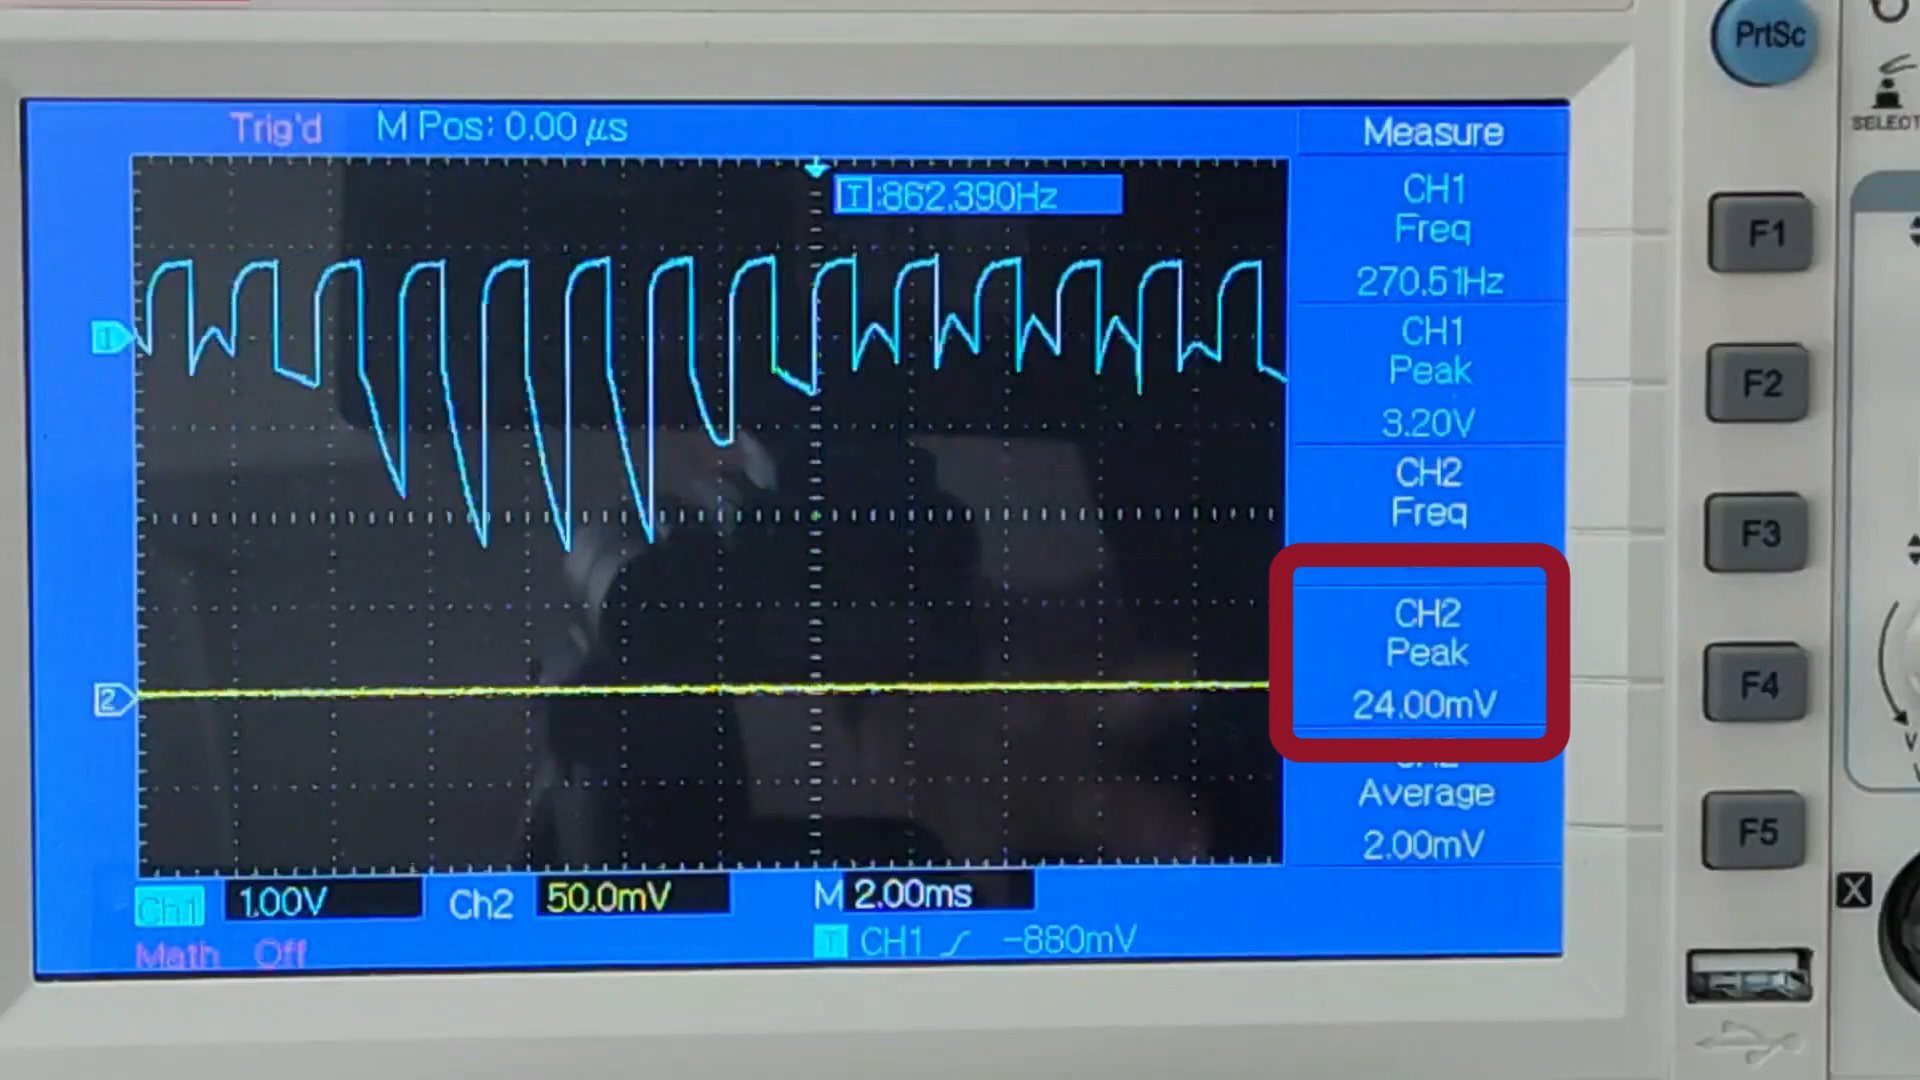 PrtSc
SELECT
Trig'd M Pos: 0.00 μs
Measure
T :862.390Hz
CH1
Freq
270.51Hz
F1
1
CH1
Peak
3.20V
F2
CH2
Freq
F3
CH2
Peak
24.00mV
F4
2
Average
2.00mV
F5
Ch1 1.00V Ch2 50.0mV M 2.00ms
X
Math Off
T CH1 -880mV
V